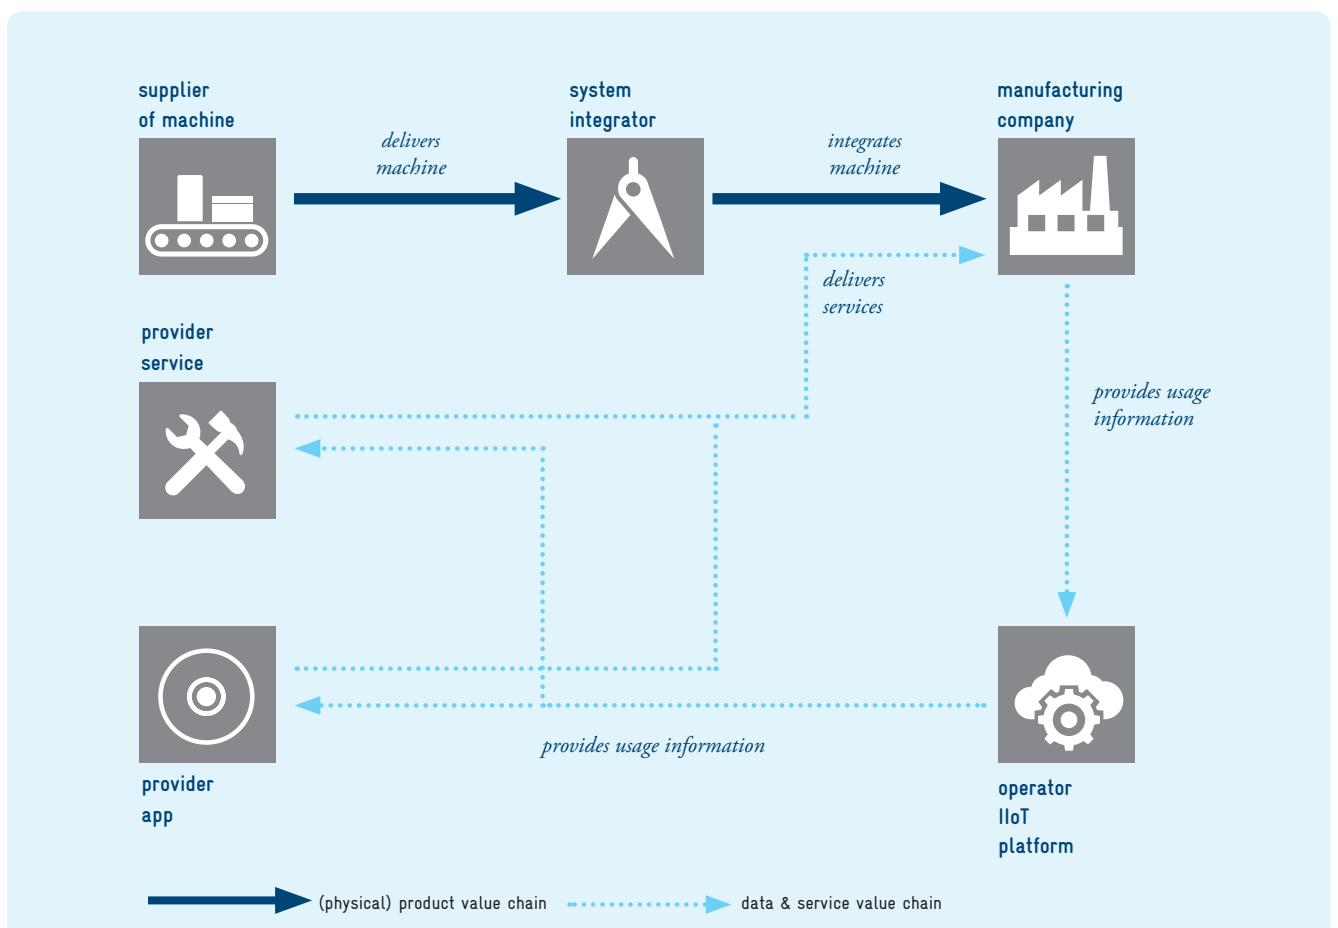 supplier
of machine
delivers
machine
system
integrator
integrates
machine
manufacturing
company
delivers
services
provider
service
provides usage
information
provides usage information
provider
app
operator
IIoT
platform
(physical) product value chain
data & service value chain